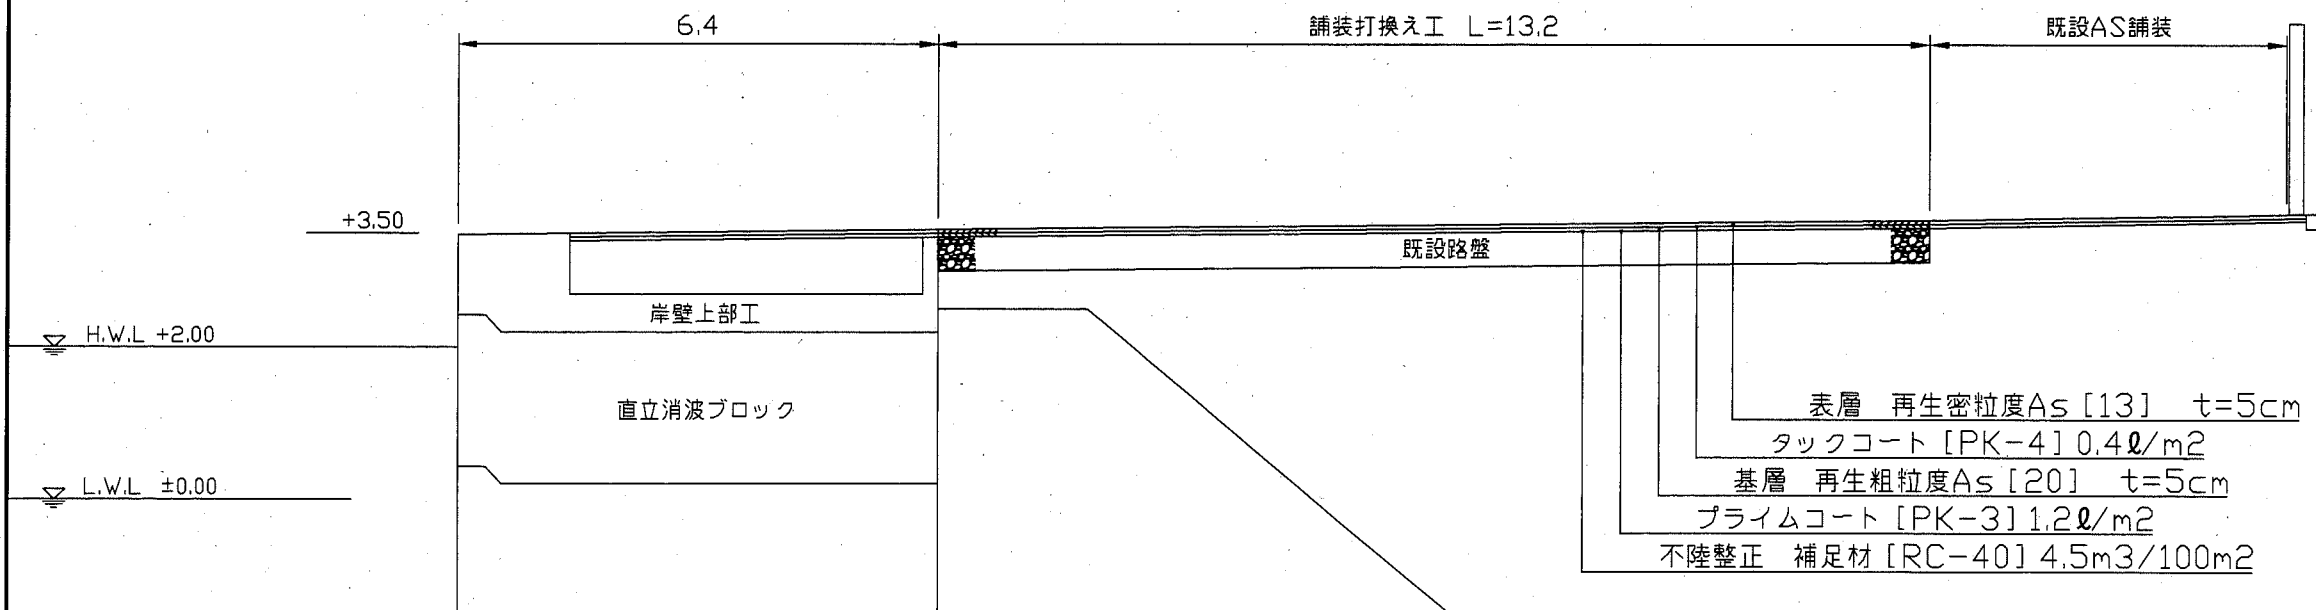 6.4
舗装打換え工 L=13.2
既設AS舗装
+3.50
既設路盤
岸壁上部工
H.W.L +2.00
直立消波ブロック
表層 再生密粒度As [13] t=5cm
タックコート [PK-4] 0.4ℓ/m2
L.W.L ±0.00
基層 再生粗粒度As [20] t=5cm
プライムコート [PK-3] 1.2ℓ/m2
不陸整正 補足材 [RC-40] 4.5m3/100m2